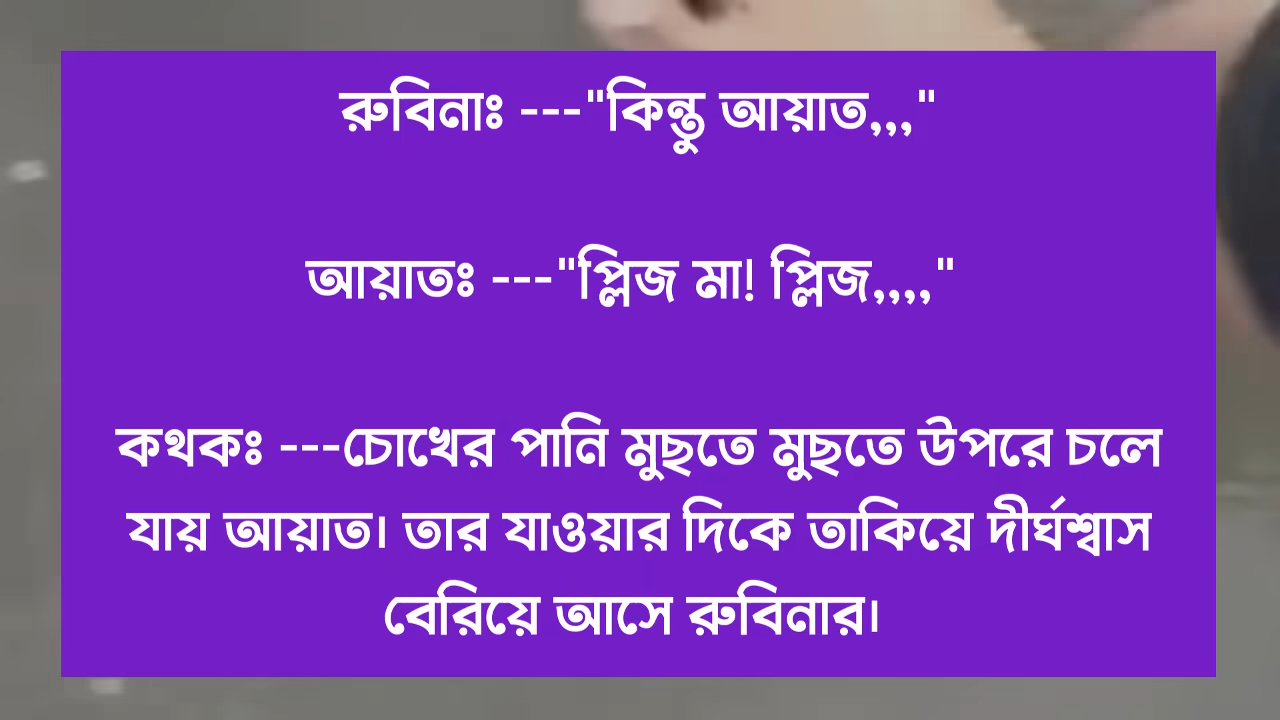 রুবিনাঃ ---"কিন্তু আয়াত,,,"
আয়াতঃ ---"প্লিজ মা! প্লিজ,,,,"
কথকঃ ---চোখের পানি মুছতে মুছতে উপরে চলে
যায় আয়াত। তার যাওয়ার দিকে তাকিয়ে দীর্ঘশ্বাস
বেরিয়ে আসে রুবিনার।